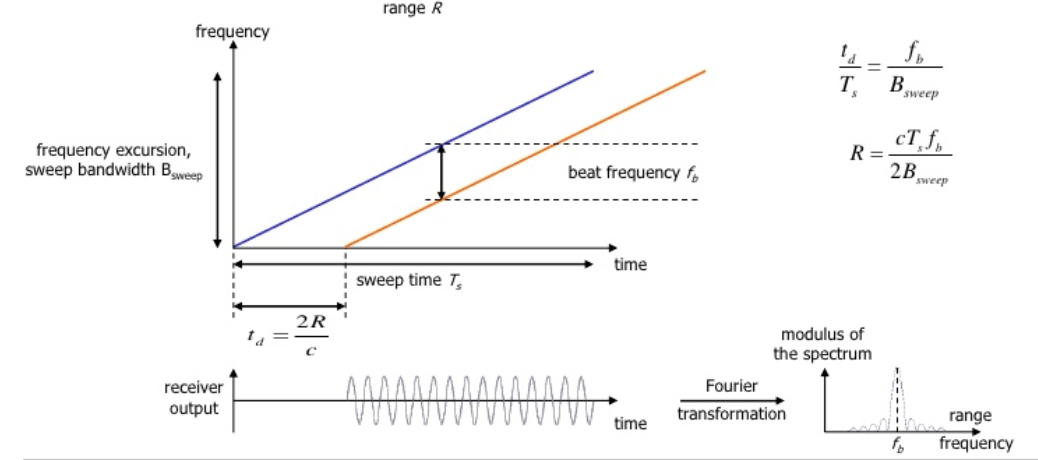 range R
frequency
t_d / T_s = f_b / B_sweep
frequency excursion,
sweep bandwidth B_sweep
beat frequency f_b
R = cT_s f_b / 2B_sweep
time
sweep time T_s
t_d = 2R / c
modulus of
the spectrum
receiver
output
time
Fourier
transformation
range
f_b
frequency